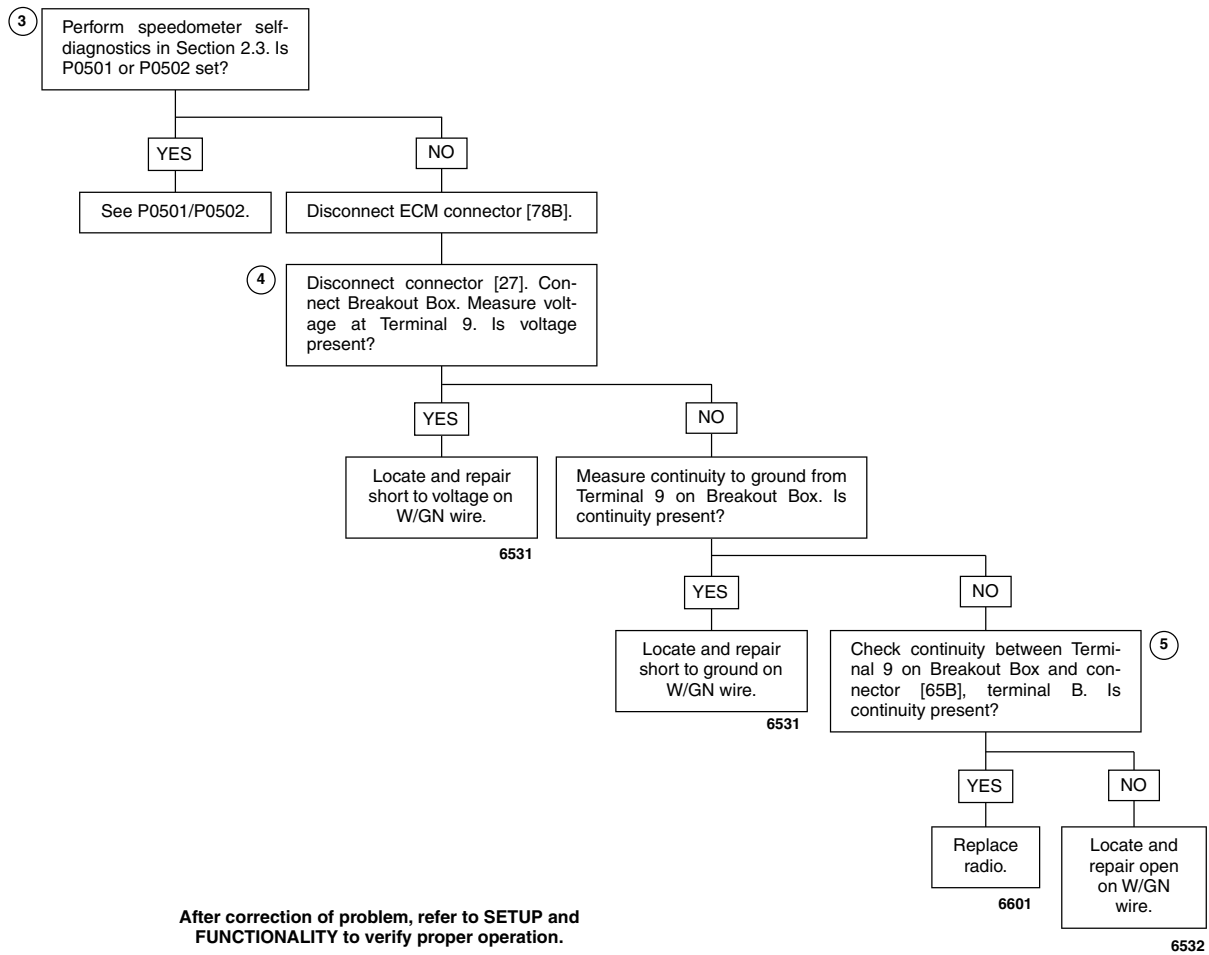 3
Perform speedometer self-
diagnostics in Section 2.3. Is
P0501 or P0502 set?
YES
NO
See P0501/P0502.
Disconnect ECM connector [78B].
4
Disconnect connector [27]. Con-
nect Breakout Box. Measure volt-
age at Terminal 9. Is voltage
present?
YES
NO
Locate and repair
short to voltage on
W/GN wire.
6531
Measure continuity to ground from
Terminal 9 on Breakout Box. Is
continuity present?
YES
NO
Locate and repair
short to ground on
W/GN wire.
6531
5
Check continuity between Termi-
nal 9 on Breakout Box and con-
nector [65B], terminal B. Is
continuity present?
YES
NO
Replace
radio.
6601
Locate and
repair open
on W/GN
wire.
6532
After correction of problem, refer to SETUP and
FUNCTIONALITY to verify proper operation.